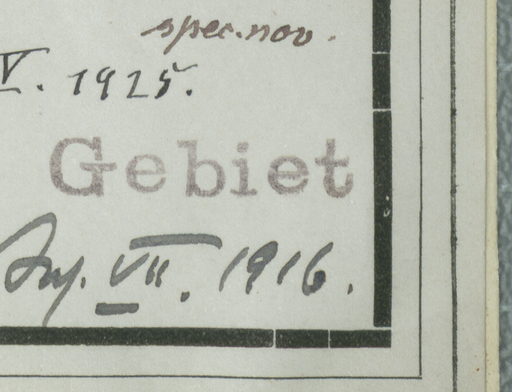 spec. nov.
V. 1925.
Gebiet
VII. 1916.